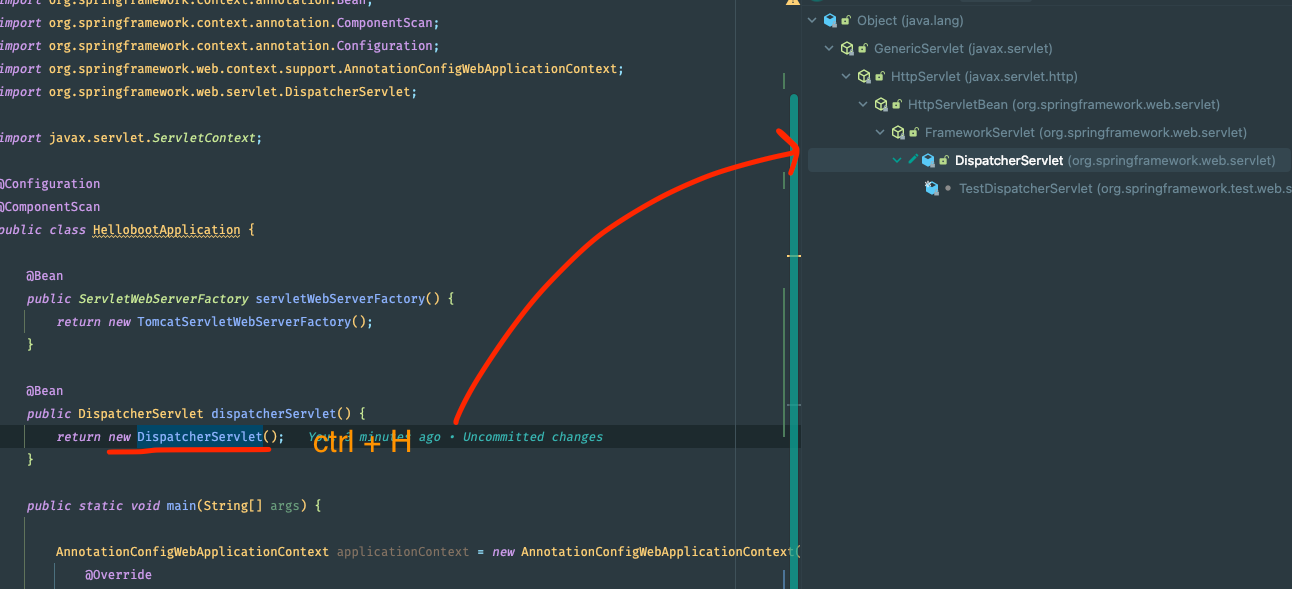 import org.springframework.context.annotation.Bean;
import org.springframework.context.annotation.ComponentScan;
import org.springframework.context.annotation.Configuration;
import org.springframework.web.context.support.AnnotationConfigWebApplicationContext;
import org.springframework.web.servlet.DispatcherServlet;
import javax.servlet.ServletContext;
@Configuration
@ComponentScan
public class HellobootApplication {
@Bean
public ServletWebServerFactory servletWebServerFactory() {
return new TomcatServletWebServerFactory();
}
@Bean
public DispatcherServlet dispatcherServlet() {
return new DispatcherServlet(); minutes ago • Uncommitted changes
ctrl + H
}
public static void main(String[] args) {
AnnotationConfigWebApplicationContext applicationContext = new AnnotationConfigWebApplicationContext(
@Override
Object (java.lang)
GenericServlet (javax.servlet)
HttpServlet (javax.servlet.http)
HttpServletBean (org.springframework.web.servlet)
FrameworkServlet (org.springframework.web.servlet)
DispatcherServlet (org.springframework.web.servlet)
TestDispatcherServlet (org.springframework.test.web.s